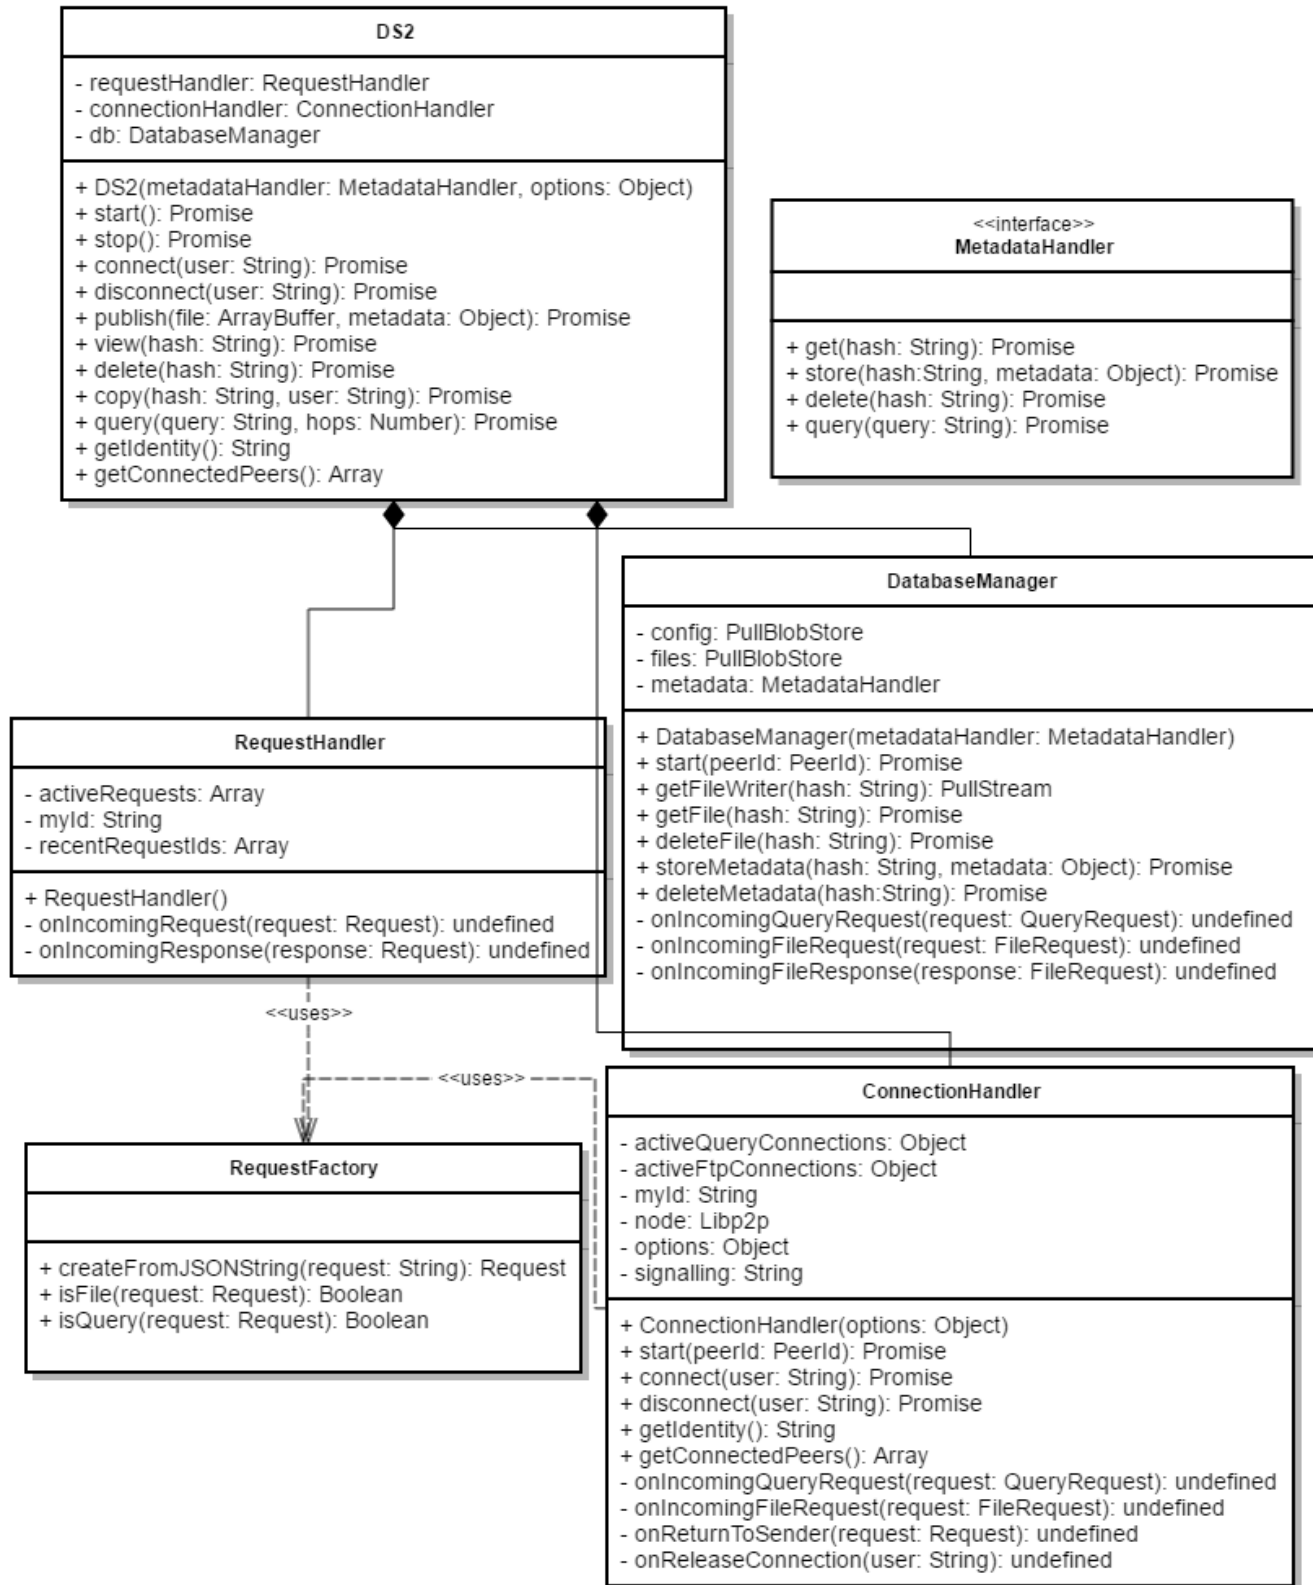 DS2
- requestHandler: RequestHandler
- connectionHandler: ConnectionHandler
- db: DatabaseManager
+ DS2(metadataHandler: MetadataHandler, options: Object)
+ start(): Promise
+ stop(): Promise
+ connect(user: String): Promise
+ disconnect(user: String): Promise
+ publish(file: ArrayBuffer, metadata: Object): Promise
+ view(hash: String): Promise
+ delete(hash: String): Promise
+ copy(hash: String, user: String): Promise
+ query(query: String, hops: Number): Promise
+ getIdentity(): String
+ getConnectedPeers(): Array
<<interface>>
MetadataHandler
+ get(hash: String): Promise
+ store(hash:String, metadata: Object): Promise
+ delete(hash: String): Promise
+ query(query: String): Promise
DatabaseManager
- config: PullBlobStore
- files: PullBlobStore
- metadata: MetadataHandler
+ DatabaseManager(metadataHandler: MetadataHandler)
+ start(peerId: PeerId): Promise
+ getFileWriter(hash: String): PullStream
+ getFile(hash: String): Promise
+ deleteFile(hash: String): Promise
+ storeMetadata(hash: String, metadata: Object): Promise
+ deleteMetadata(hash:String): Promise
- onIncomingQueryRequest(request: QueryRequest): undefined
- onIncomingFileRequest(request: FileRequest): undefined
- onIncomingFileResponse(response: FileRequest): undefined
RequestHandler
- activeRequests: Array
- myId: String
- recentRequestIds: Array
+ RequestHandler()
- onIncomingRequest(request: Request): undefined
- onIncomingResponse(response: Request): undefined
<<uses>>
<<uses>>
RequestFactory
+ createFromJSONString(request: String): Request
+ isFile(request: Request): Boolean
+ isQuery(request: Request): Boolean
ConnectionHandler
- activeQueryConnections: Object
- activeFtpConnections: Object
- myId: String
- node: Libp2p
- options: Object
- signalling: String
+ ConnectionHandler(options: Object)
+ start(peerId: PeerId): Promise
+ connect(user: String): Promise
+ disconnect(user: String): Promise
+ getIdentity(): String
+ getConnectedPeers(): Array
- onIncomingQueryRequest(request: QueryRequest): undefined
- onIncomingFileRequest(request: FileRequest): undefined
- onReturnToSender(request: Request): undefined
- onReleaseConnection(user: String): undefined